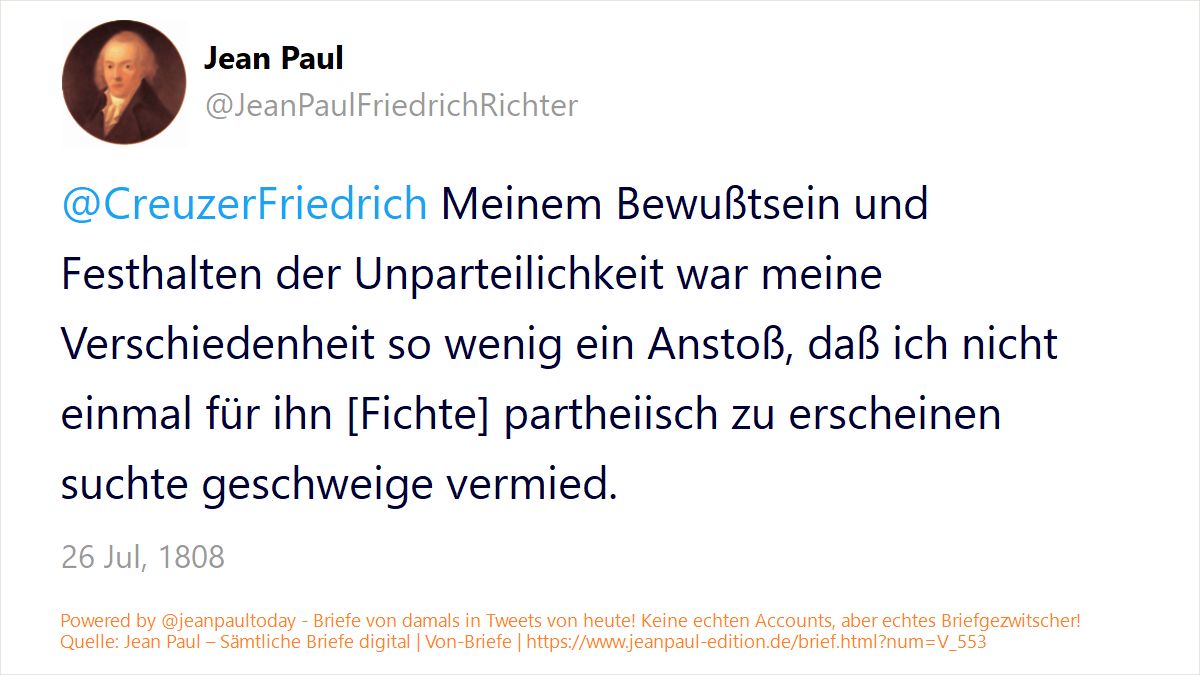 Jean Paul
@JeanPaulFriedrichRichter
@CreuzerFriedrich Meinem Bewußtsein und
Festhalten der Unparteilichkeit war meine
Verschiedenheit so wenig ein Anstoß, daß ich nicht
einmal für ihn [Fichte] partheiisch zu erscheinen
suchte geschweige vermied.
26 Jul, 1808
Powered by @jeanpaultoday - Briefe von damals in Tweets von heute! Keine echten Accounts, aber echtes Briefgezwitscher!
Quelle: Jean Paul – Sämtliche Briefe digital | Von-Briefe | https://www.jeanpaul-edition.de/brief.html?num=V_553